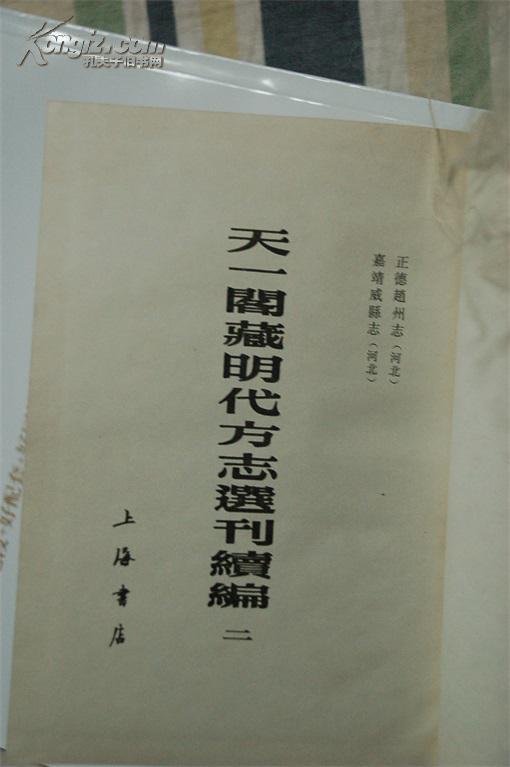 Kongfz.com
孔夫子旧书网
正德趙州志（河北）
嘉靖威縣志（河北）
天一閣藏明代方志選刊續編 二
上海書店